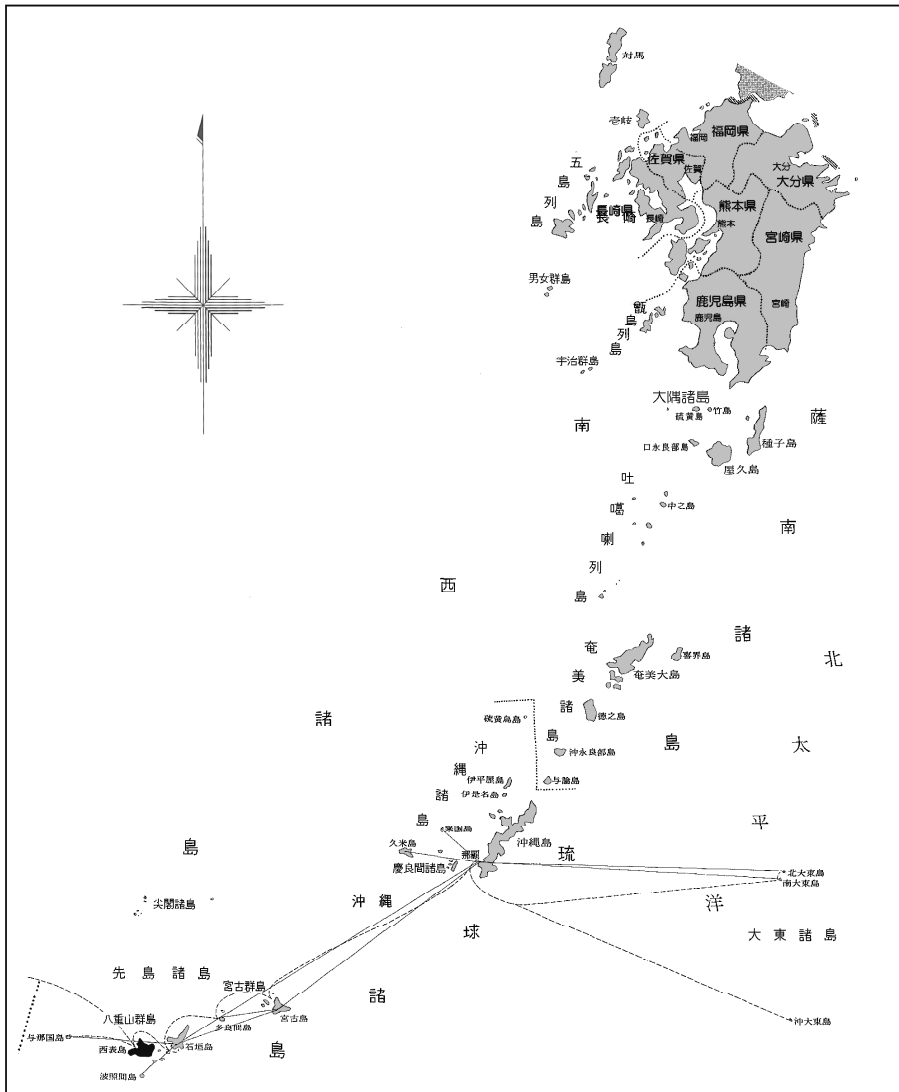 対馬
壱岐
福岡県
福岡
佐賀県
佐賀
大分
大分県
五島列島
長崎県
長崎
熊本県
熊本
宮崎県
宮崎
男女群島
鹿児島県
鹿児島
甑島列島
宇治群島
大隅諸島
竹島
硫黄島
口永良部島
種子島
屋久島
南西諸島
薩南諸島
吐噶喇列島
中之島
奄美諸島
喜界島
奄美大島
徳之島
硫黄鳥島
沖永良部島
与論島
北太平洋
沖縄諸島
伊平屋島
伊是名島
粟国島
沖縄島
久米島
那覇
慶良間諸島
琉球諸島
北大東島
南大東島
大東諸島
尖閣諸島
沖縄
先島諸島
宮古群島
宮古島
多良間島
八重山群島
与那国島
西表島
石垣島
波照間島
沖大東島